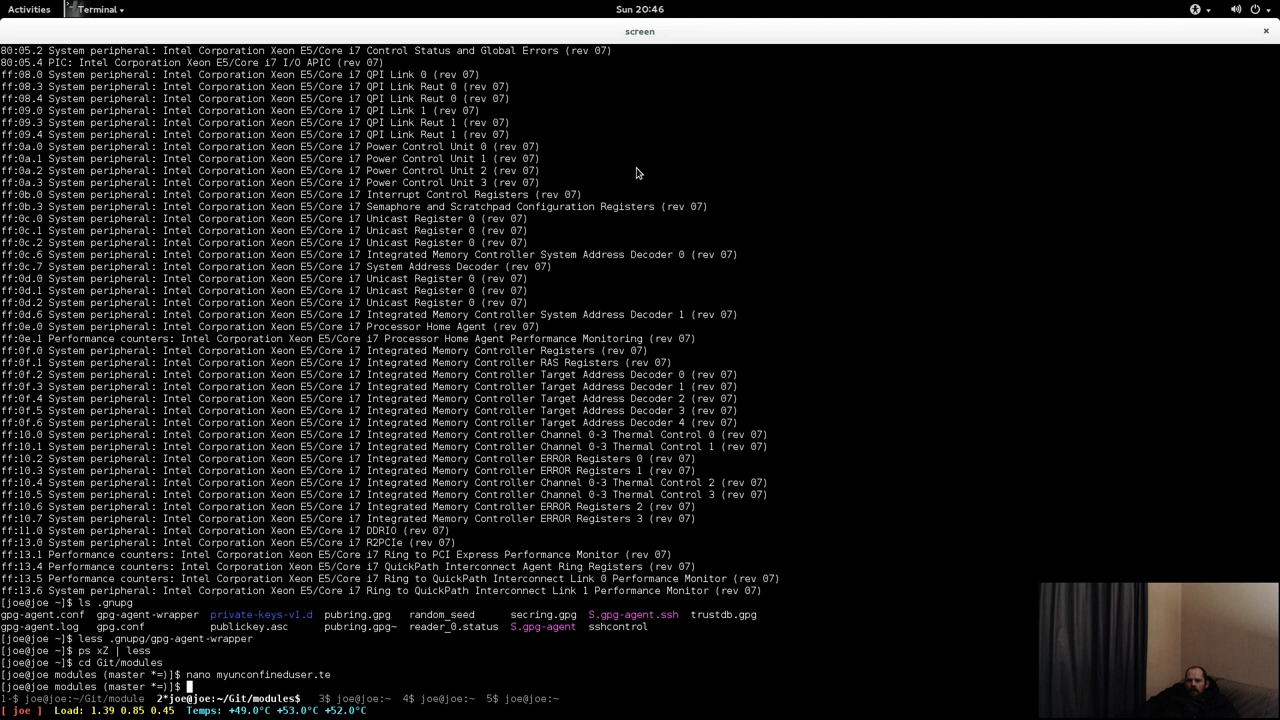 Activities Terminal Sun 20:46
screen ×
80:05.2 System peripheral: Intel Corporation Xeon E5/Core i7 Control Status and Global Errors (rev 07)
80:05.4 PIC: Intel Corporation Xeon E5/Core i7 I/O APIC (rev 07)
ff:08.0 System peripheral: Intel Corporation Xeon E5/Core i7 QPI Link 0 (rev 07)
ff:08.3 System peripheral: Intel Corporation Xeon E5/Core i7 QPI Link Reut 0 (rev 07)
ff:08.4 System peripheral: Intel Corporation Xeon E5/Core i7 QPI Link Reut 0 (rev 07)
ff:09.0 System peripheral: Intel Corporation Xeon E5/Core i7 QPI Link 1 (rev 07)
ff:09.3 System peripheral: Intel Corporation Xeon E5/Core i7 QPI Link Reut 1 (rev 07)
ff:09.4 System peripheral: Intel Corporation Xeon E5/Core i7 QPI Link Reut 1 (rev 07)
ff:0a.0 System peripheral: Intel Corporation Xeon E5/Core i7 Power Control Unit 0 (rev 07)
ff:0a.1 System peripheral: Intel Corporation Xeon E5/Core i7 Power Control Unit 1 (rev 07)
ff:0a.2 System peripheral: Intel Corporation Xeon E5/Core i7 Power Control Unit 2 (rev 07)
ff:0a.3 System peripheral: Intel Corporation Xeon E5/Core i7 Power Control Unit 3 (rev 07)
ff:0b.0 System peripheral: Intel Corporation Xeon E5/Core i7 Interrupt Control Registers (rev 07)
ff:0b.3 System peripheral: Intel Corporation Xeon E5/Core i7 Semaphore and Scratchpad Configuration Registers (rev 07)
ff:0c.0 System peripheral: Intel Corporation Xeon E5/Core i7 Unicast Register 0 (rev 07)
ff:0c.1 System peripheral: Intel Corporation Xeon E5/Core i7 Unicast Register 0 (rev 07)
ff:0c.2 System peripheral: Intel Corporation Xeon E5/Core i7 Unicast Register 0 (rev 07)
ff:0c.6 System peripheral: Intel Corporation Xeon E5/Core i7 Integrated Memory Controller System Address Decoder 0 (rev 07)
ff:0c.7 System peripheral: Intel Corporation Xeon E5/Core i7 System Address Decoder (rev 07)
ff:0d.0 System peripheral: Intel Corporation Xeon E5/Core i7 Unicast Register 0 (rev 07)
ff:0d.1 System peripheral: Intel Corporation Xeon E5/Core i7 Unicast Register 0 (rev 07)
ff:0d.2 System peripheral: Intel Corporation Xeon E5/Core i7 Unicast Register 0 (rev 07)
ff:0d.6 System peripheral: Intel Corporation Xeon E5/Core i7 Integrated Memory Controller System Address Decoder 1 (rev 07)
ff:0e.0 System peripheral: Intel Corporation Xeon E5/Core i7 Processor Home Agent (rev 07)
ff:0e.1 Performance counters: Intel Corporation Xeon E5/Core i7 Processor Home Agent Performance Monitoring (rev 07)
ff:0f.0 System peripheral: Intel Corporation Xeon E5/Core i7 Integrated Memory Controller Registers (rev 07)
ff:0f.1 System peripheral: Intel Corporation Xeon E5/Core i7 Integrated Memory Controller RAS Registers (rev 07)
ff:0f.2 System peripheral: Intel Corporation Xeon E5/Core i7 Integrated Memory Controller Target Address Decoder 0 (rev 07)
ff:0f.3 System peripheral: Intel Corporation Xeon E5/Core i7 Integrated Memory Controller Target Address Decoder 1 (rev 07)
ff:0f.4 System peripheral: Intel Corporation Xeon E5/Core i7 Integrated Memory Controller Target Address Decoder 2 (rev 07)
ff:0f.5 System peripheral: Intel Corporation Xeon E5/Core i7 Integrated Memory Controller Target Address Decoder 3 (rev 07)
ff:0f.6 System peripheral: Intel Corporation Xeon E5/Core i7 Integrated Memory Controller Target Address Decoder 4 (rev 07)
ff:10.0 System peripheral: Intel Corporation Xeon E5/Core i7 Integrated Memory Controller Channel 0-3 Thermal Control 0 (rev 07)
ff:10.1 System peripheral: Intel Corporation Xeon E5/Core i7 Integrated Memory Controller Channel 0-3 Thermal Control 1 (rev 07)
ff:10.2 System peripheral: Intel Corporation Xeon E5/Core i7 Integrated Memory Controller ERROR Registers 0 (rev 07)
ff:10.3 System peripheral: Intel Corporation Xeon E5/Core i7 Integrated Memory Controller ERROR Registers 1 (rev 07)
ff:10.4 System peripheral: Intel Corporation Xeon E5/Core i7 Integrated Memory Controller Channel 0-3 Thermal Control 2 (rev 07)
ff:10.5 System peripheral: Intel Corporation Xeon E5/Core i7 Integrated Memory Controller Channel 0-3 Thermal Control 3 (rev 07)
ff:10.6 System peripheral: Intel Corporation Xeon E5/Core i7 Integrated Memory Controller ERROR Registers 2 (rev 07)
ff:10.7 System peripheral: Intel Corporation Xeon E5/Core i7 Integrated Memory Controller ERROR Registers 3 (rev 07)
ff:11.0 System peripheral: Intel Corporation Xeon E5/Core i7 DDRIO (rev 07)
ff:13.0 System peripheral: Intel Corporation Xeon E5/Core i7 R2PCIe (rev 07)
ff:13.1 Performance counters: Intel Corporation Xeon E5/Core i7 Ring to PCI Express Performance Monitor (rev 07)
ff:13.4 Performance counters: Intel Corporation Xeon E5/Core i7 QuickPath Interconnect Agent Ring Registers (rev 07)
ff:13.5 Performance counters: Intel Corporation Xeon E5/Core i7 Ring to QuickPath Interconnect Link 0 Performance Monitor (rev 07)
ff:13.6 System peripheral: Intel Corporation Xeon E5/Core i7 Ring to QuickPath Interconnect Link 1 Performance Monitor (rev 07)
[joe@joe ~]$ ls .gnupg
gpg-agent.conf gpg-agent-wrapper private-keys-v1.d pubring.gpg random_seed secring.gpg S.gpg-agent.ssh trustdb.gpg
gpg-agent.log gpg.conf publickey.asc pubring.gpg~ reader_0.status S.gpg-agent sshcontrol
[joe@joe ~]$ less .gnupg/gpg-agent-wrapper
[joe@joe ~]$ ps xZ | less
[joe@joe ~]$ cd Git/modules
[joe@joe modules (master *=)]$ nano myunconfineduser.te
[joe@joe modules (master *=)]$
1-$ joe@joe:~/Git/module 2*joe@joe:~/Git/modules$ 3$ joe@joe:~ 4$ joe@joe:~ 5$ joe@joe:~
[ joe ] Load: 1.39 0.85 0.45 Temps: +49.0°C +53.0°C +52.0°C